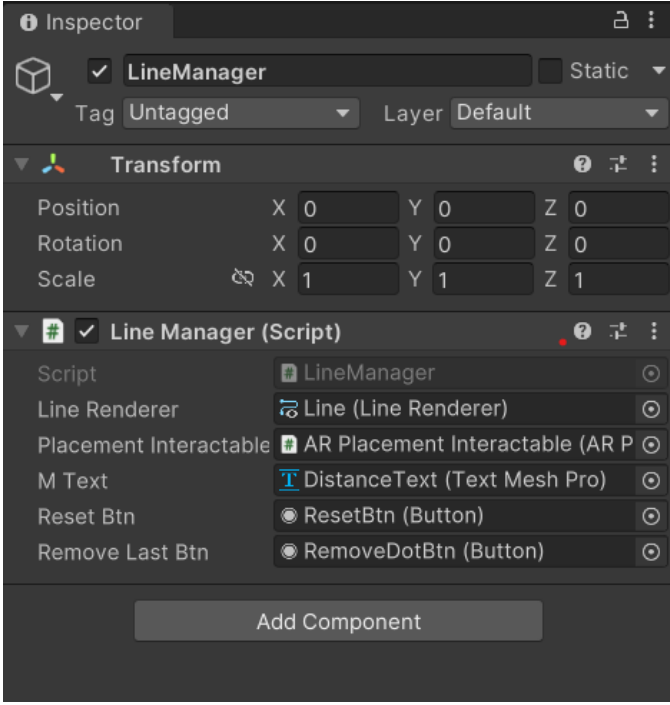 Inspector
LineManager Static
Tag Untagged Layer Default
Transform
Position X 0 Y 0 Z 0
Rotation X 0 Y 0 Z 0
Scale X 1 Y 1 Z 1
# Line Manager (Script)
Script # LineManager
Line Renderer Line (Line Renderer)
Placement Interactable # AR Placement Interactable (AR P
M Text T DistanceText (Text Mesh Pro)
Reset Btn ResetBtn (Button)
Remove Last Btn RemoveDotBtn (Button)
Add Component